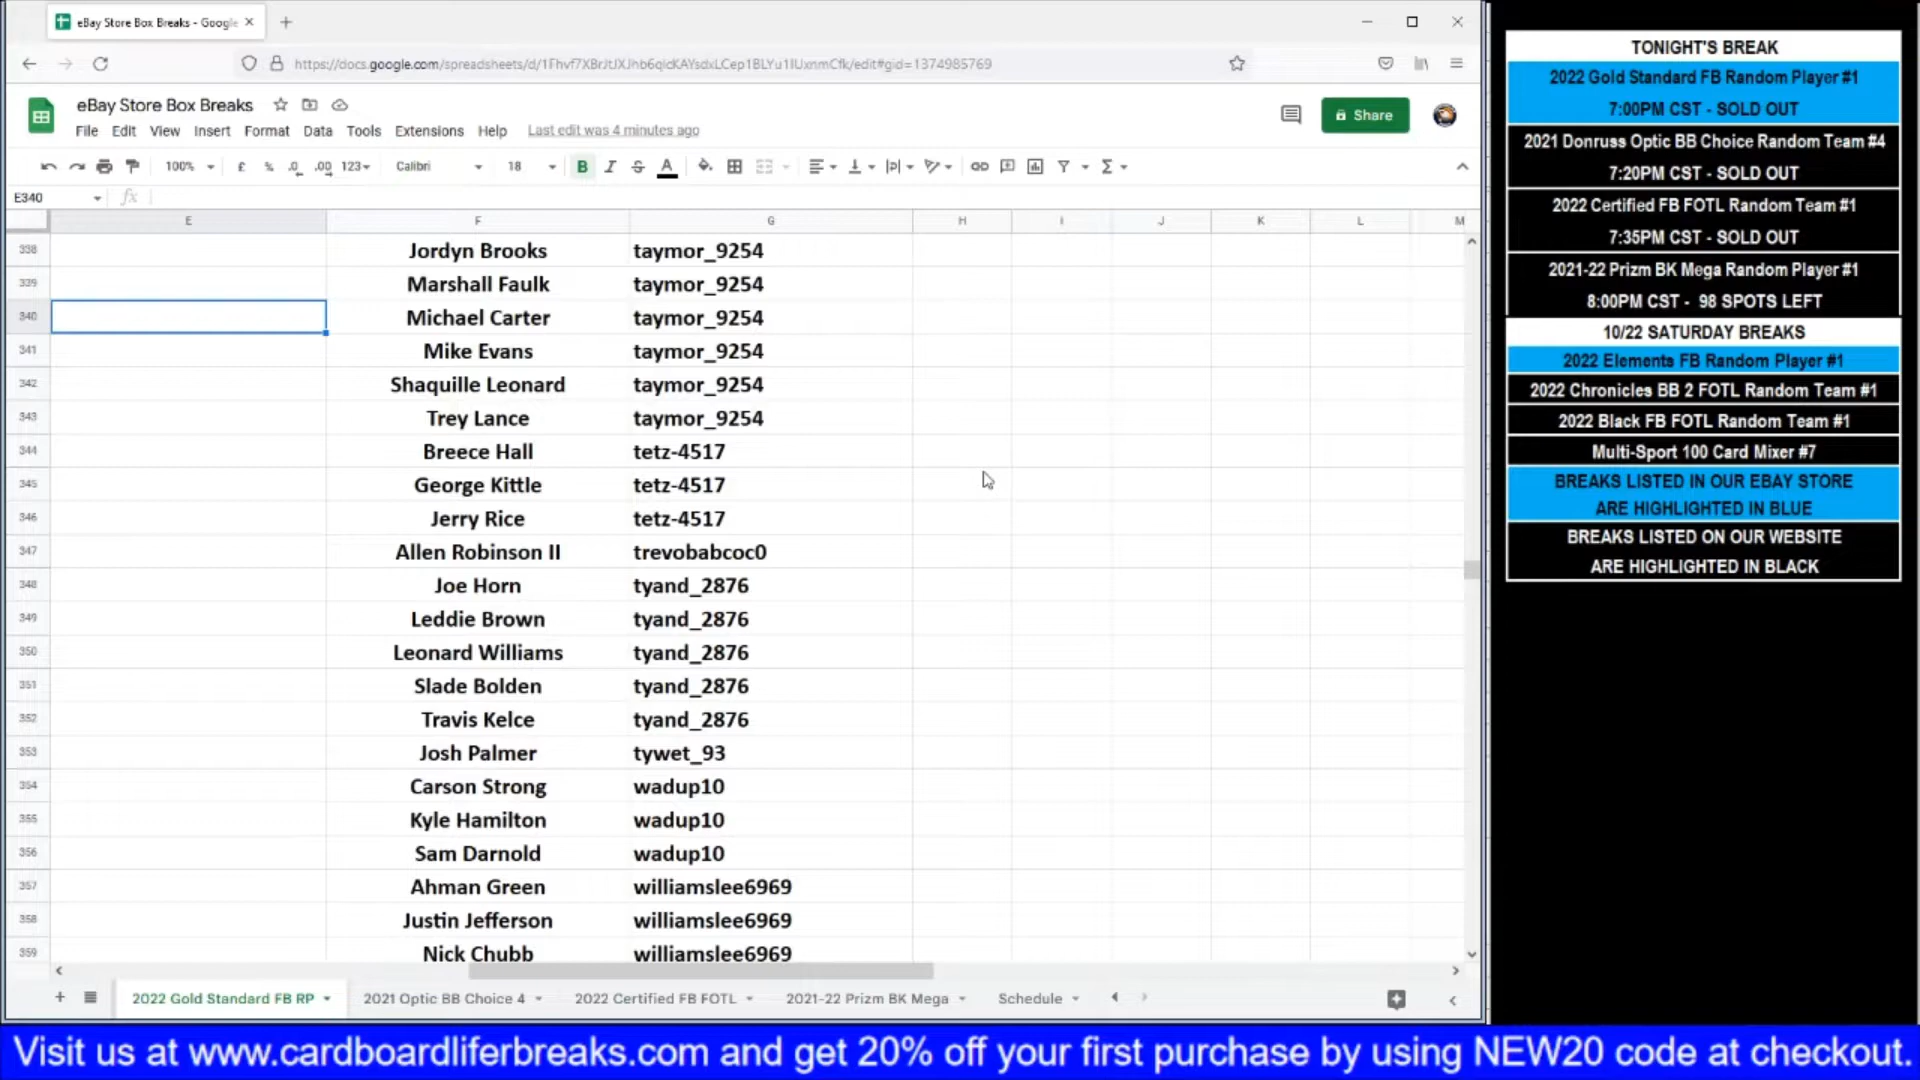 eBay Store Box Breaks - Google
https://docs.google.com/spreadsheets/d/
eBay Store Box Breaks
Share
File Edit View Insert Format Data Tools Extensions Help Last edit was 4 minutes ago
100% £ % .0 .00 123 Calibri 18 B I S A
E340 fx
E F G H I J K L M
338 Jordyn Brooks taymor_9254
339 Marshall Faulk taymor_9254
340 Michael Carter taymor_9254
341 Mike Evans taymor_9254
342 Shaquille Leonard taymor_9254
343 Trey Lance taymor_9254
344 Breece Hall tetz-4517
345 George Kittle tetz-4517
346 Jerry Rice tetz-4517
347 Allen Robinson II trevobabcoc0
348 Joe Horn tyand_2876
349 Leddie Brown tyand_2876
350 Leonard Williams tyand_2876
351 Slade Bolden tyand_2876
352 Travis Kelce tyand_2876
353 Josh Palmer tywet_93
354 Carson Strong wadup10
355 Kyle Hamilton wadup10
356 Sam Darnold wadup10
357 Ahman Green williamslee6969
358 Justin Jefferson williamslee6969
359 Nick Chubb williamslee6969
2022 Gold Standard FB RP 2021 Optic BB Choice 4 2022 Certified FB FOTL 2021-22 Prizm BK Mega Schedule
TONIGHT'S BREAK
2022 Gold Standard FB Random Player #1
7:00PM CST - SOLD OUT
2021 Donruss Optic BB Choice Random Team #4
7:20PM CST - SOLD OUT
2022 Certified FB FOTL Random Team #1
7:35PM CST - SOLD OUT
2021-22 Prizm BK Mega Random Player #1
8:00PM CST - 98 SPOTS LEFT
10/22 SATURDAY BREAKS
2022 Elements FB Random Player #1
2022 Chronicles BB 2 FOTL Random Team #1
2022 Black FB FOTL Random Team #1
Multi-Sport 100 Card Mixer #7
BREAKS LISTED IN OUR EBAY STORE
ARE HIGHLIGHTED IN BLUE
BREAKS LISTED ON OUR WEBSITE
ARE HIGHLIGHTED IN BLACK
Visit us at www.cardboardliferbreaks.com and get 20% off your first purchase by using NEW20 code at checkout.